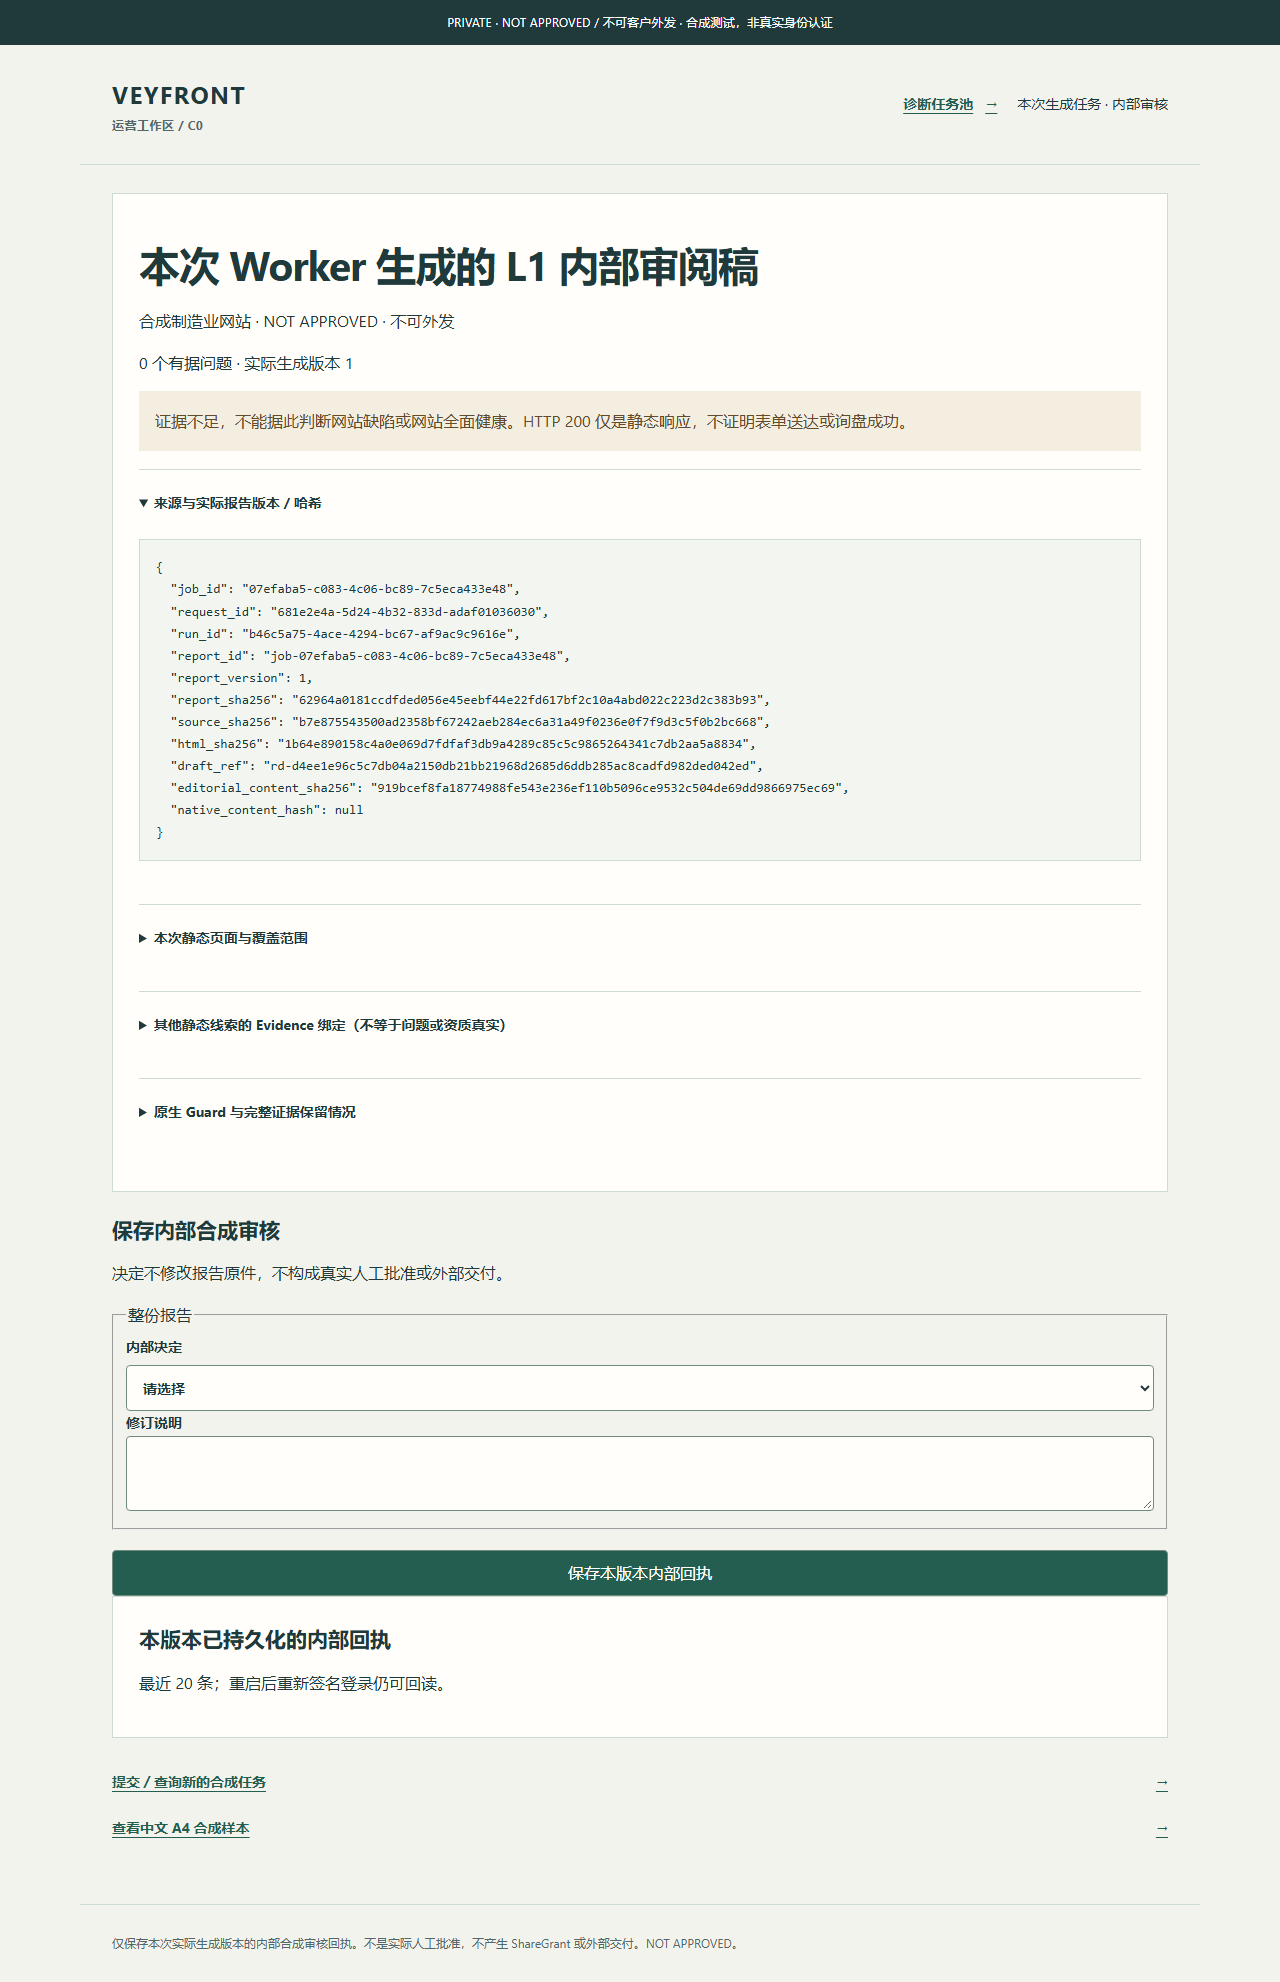 PRIVATE · NOT APPROVED / 不可客户外发 · 合成测试，非真实身份认证
VEYFRONT
运营工作区 / C0
诊断任务池 → 本次生成任务 · 内部审核
本次 Worker 生成的 L1 内部审阅稿
合成制造业网站 · NOT APPROVED · 不可外发
0 个有据问题 · 实际生成版本 1
证据不足，不能据此判断网站缺陷或网站全面健康。HTTP 200 仅是静态响应，不证明表单送达或询盘成功。
▼ 来源与实际报告版本 / 哈希
{
"job_id": "07efaba5-c083-4c06-bc89-7c5eca433e48",
"request_id": "681e2e4a-5d24-4b32-833d-adaf01036030",
"run_id": "b46c5a75-4ace-4294-bc67-af9ac9c9616e",
"report_id": "job-07efaba5-c083-4c06-bc89-7c5eca433e48",
"report_version": 1,
"report_sha256": "62964a0181ccdfded056e45eebf44e22fd617bf2c10a4abd022c223d2c383b93",
"source_sha256": "b7e875543500ad2358bf67242aeb284ec6a31a49f0236e0f7f9d3c5f0b2bc668",
"html_sha256": "1b64e890158c4a0e069d7fdfaf3db9a4289c85c5c9865264341c7db2aa5a8834",
"draft_ref": "rd-d4ee1e96c5c7db04a2150db21bb21968d2685d6ddb285ac8cadfd982ded042ed",
"editorial_content_sha256": "919bcef8fa18774988fe543e236ef110b5096ce9532c504de69dd9866975ec69",
"native_content_hash": null
}
▶ 本次静态页面与覆盖范围
▶ 其他静态线索的 Evidence 绑定（不等于问题或资质真实）
▶ 原生 Guard 与完整证据保留情况
保存内部合成审核
决定不修改报告原件，不构成真实人工批准或外部交付。
整份报告
内部决定
请选择
修订说明
保存本版本内部回执
本版本已持久化的内部回执
最近 20 条；重启后重新签名登录仍可回读。
提交 / 查询新的合成任务 →
查看中文 A4 合成样本 →
仅保存本次实际生成版本的内部合成审核回执。不是实际人工批准，不产生 ShareGrant 或外部交付。NOT APPROVED。